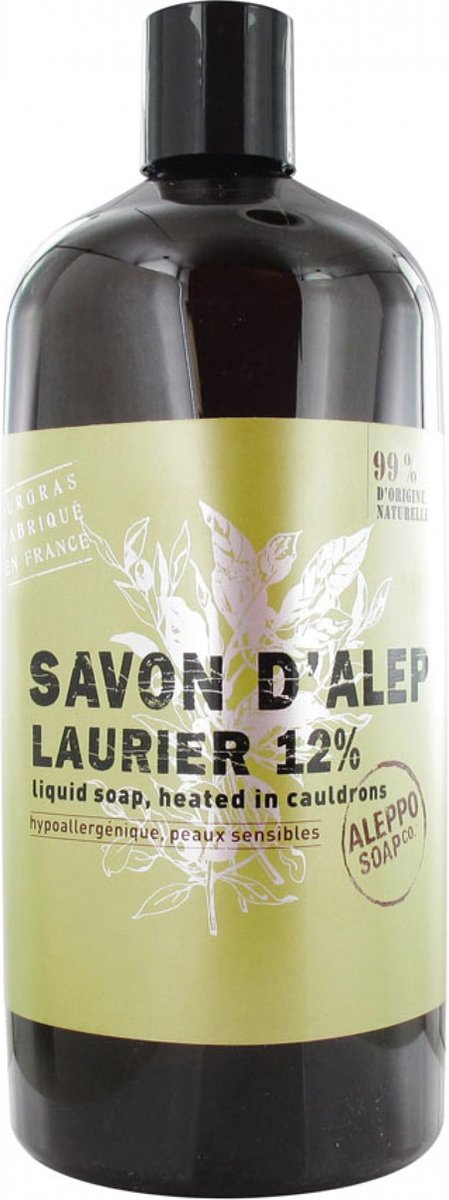 SURGRAS
FABRIQUÉ
EN FRANCE
99%
D'ORIGINE
NATURELLE
SAVON D'ALEP
LAURIER 12%
liquid soap, heated in cauldrons
hypoallergénique, peaux sensibles
ALEPPO
SOAP CO.